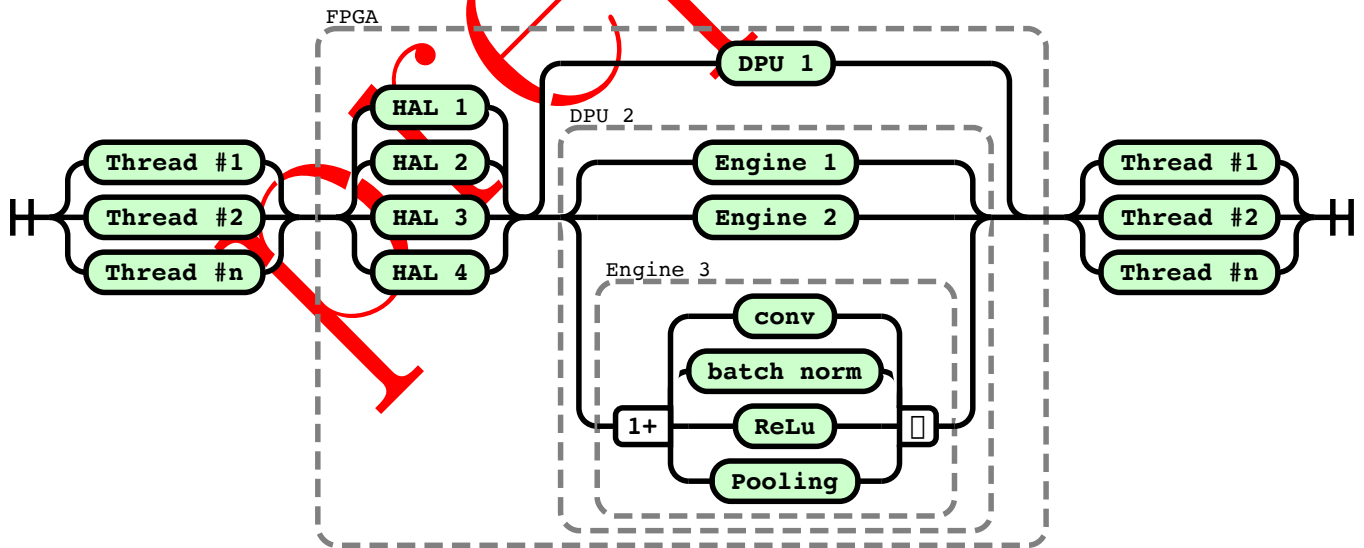 FPGA
DPU 1
HAL 1
DPU 2
Thread #1
HAL 2
Engine 1
Thread #1
Thread #2
HAL 3
Engine 2
Thread #2
Thread #n
HAL 4
Engine 3
Thread #n
conv
batch norm
1+
ReLu
Pooling